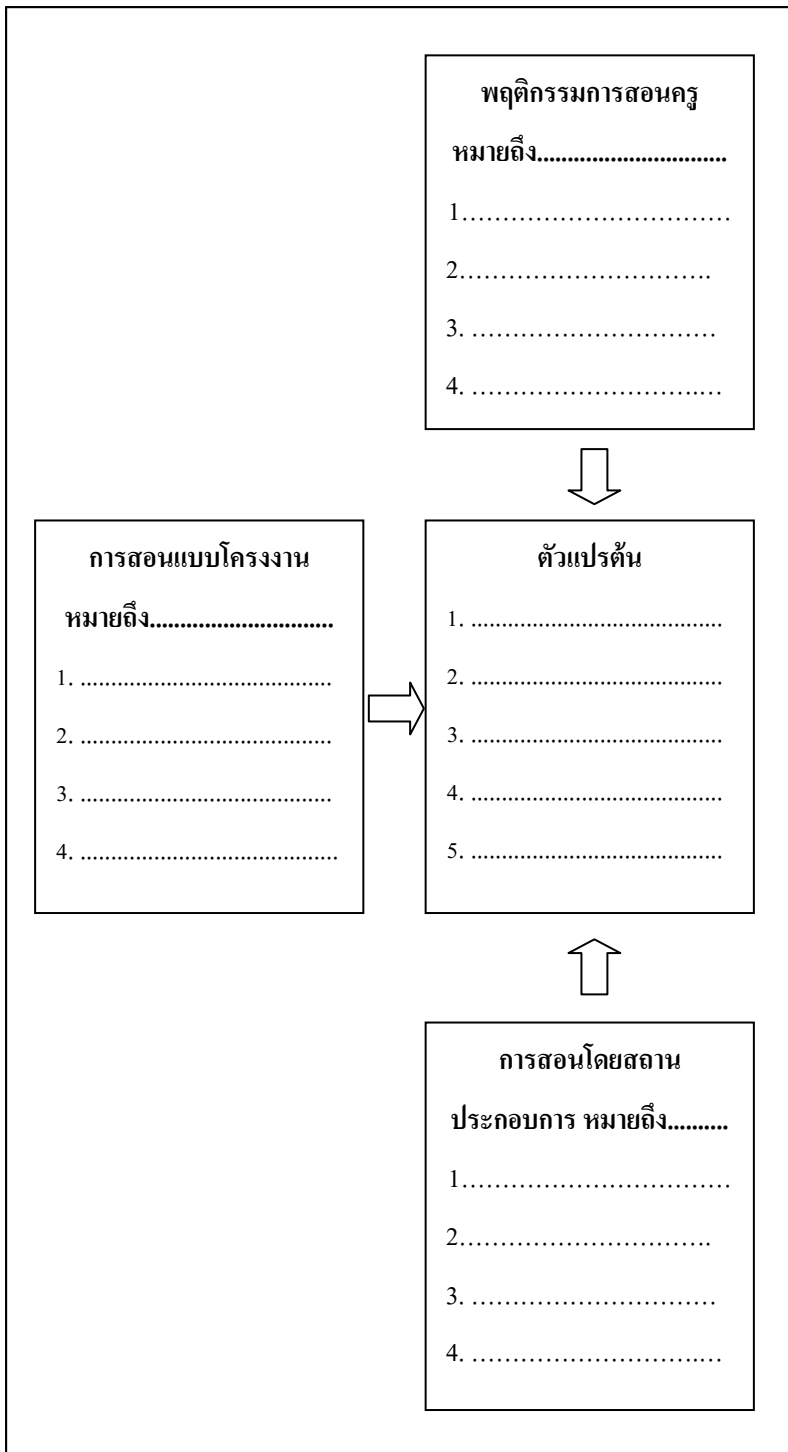 พฤติกรรมการสอนครู
หมายถึง................................
1……………………………
2………………………….
3. …………………………
4. ……………………….…
การสอนแบบโครงงาน
หมายถึง...............................
1. ..........................................
2. ..........................................
3. ..........................................
4. ...........................................
ตัวแปรต้น
1. ..........................................
2. ..........................................
3. ..........................................
4. ..........................................
5. ..........................................
การสอนโดยสถาน
ประกอบการ หมายถึง..........
1……………………………
2………………………….
3. …………………………
4. ……………………….…